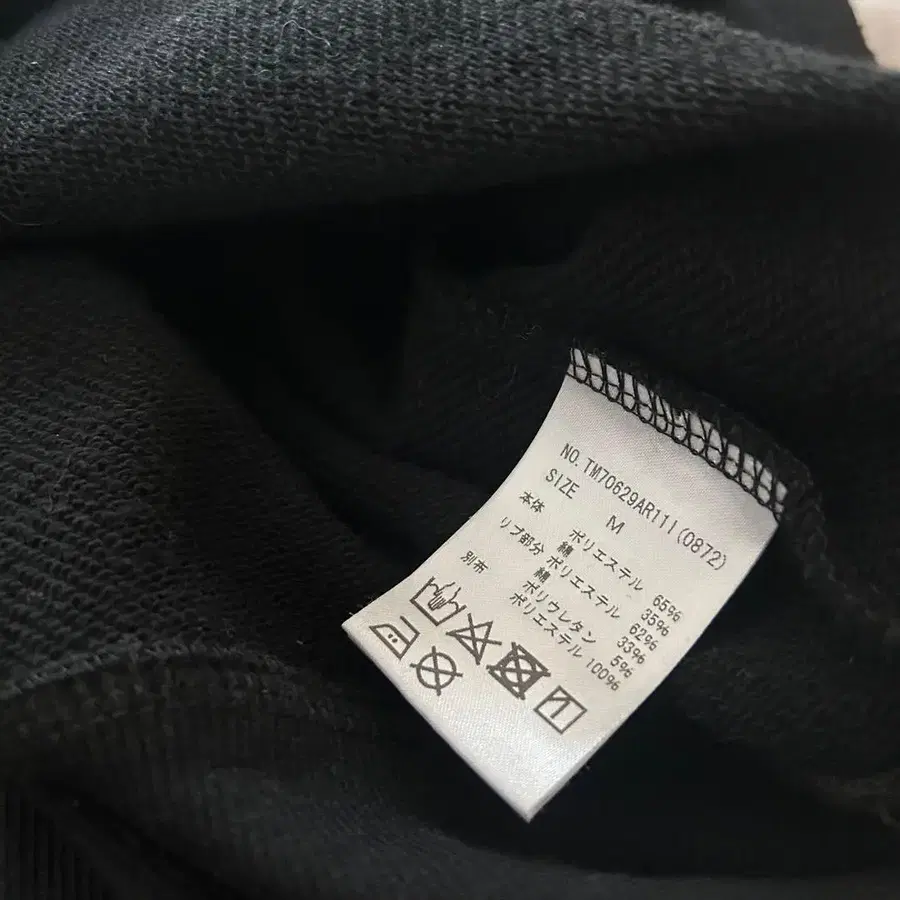 NO.TM70629AR111(0872)
SIZE M
本体 ポリエステル 65%
綿 35%
リブ部分 ポリエステル 62%
綿 33%
ポリウレタン 5%
別布 ポリエステル 100%